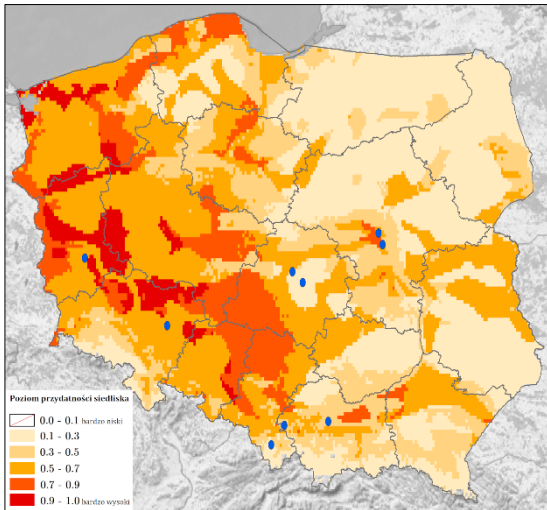 Poziom przydatności siedliska
0.0 - 0.1 bardzo niski
0.1 - 0.3
0.3 - 0.5
0.5 - 0.7
0.7 - 0.9
0.9 - 1.0 bardzo wysoki